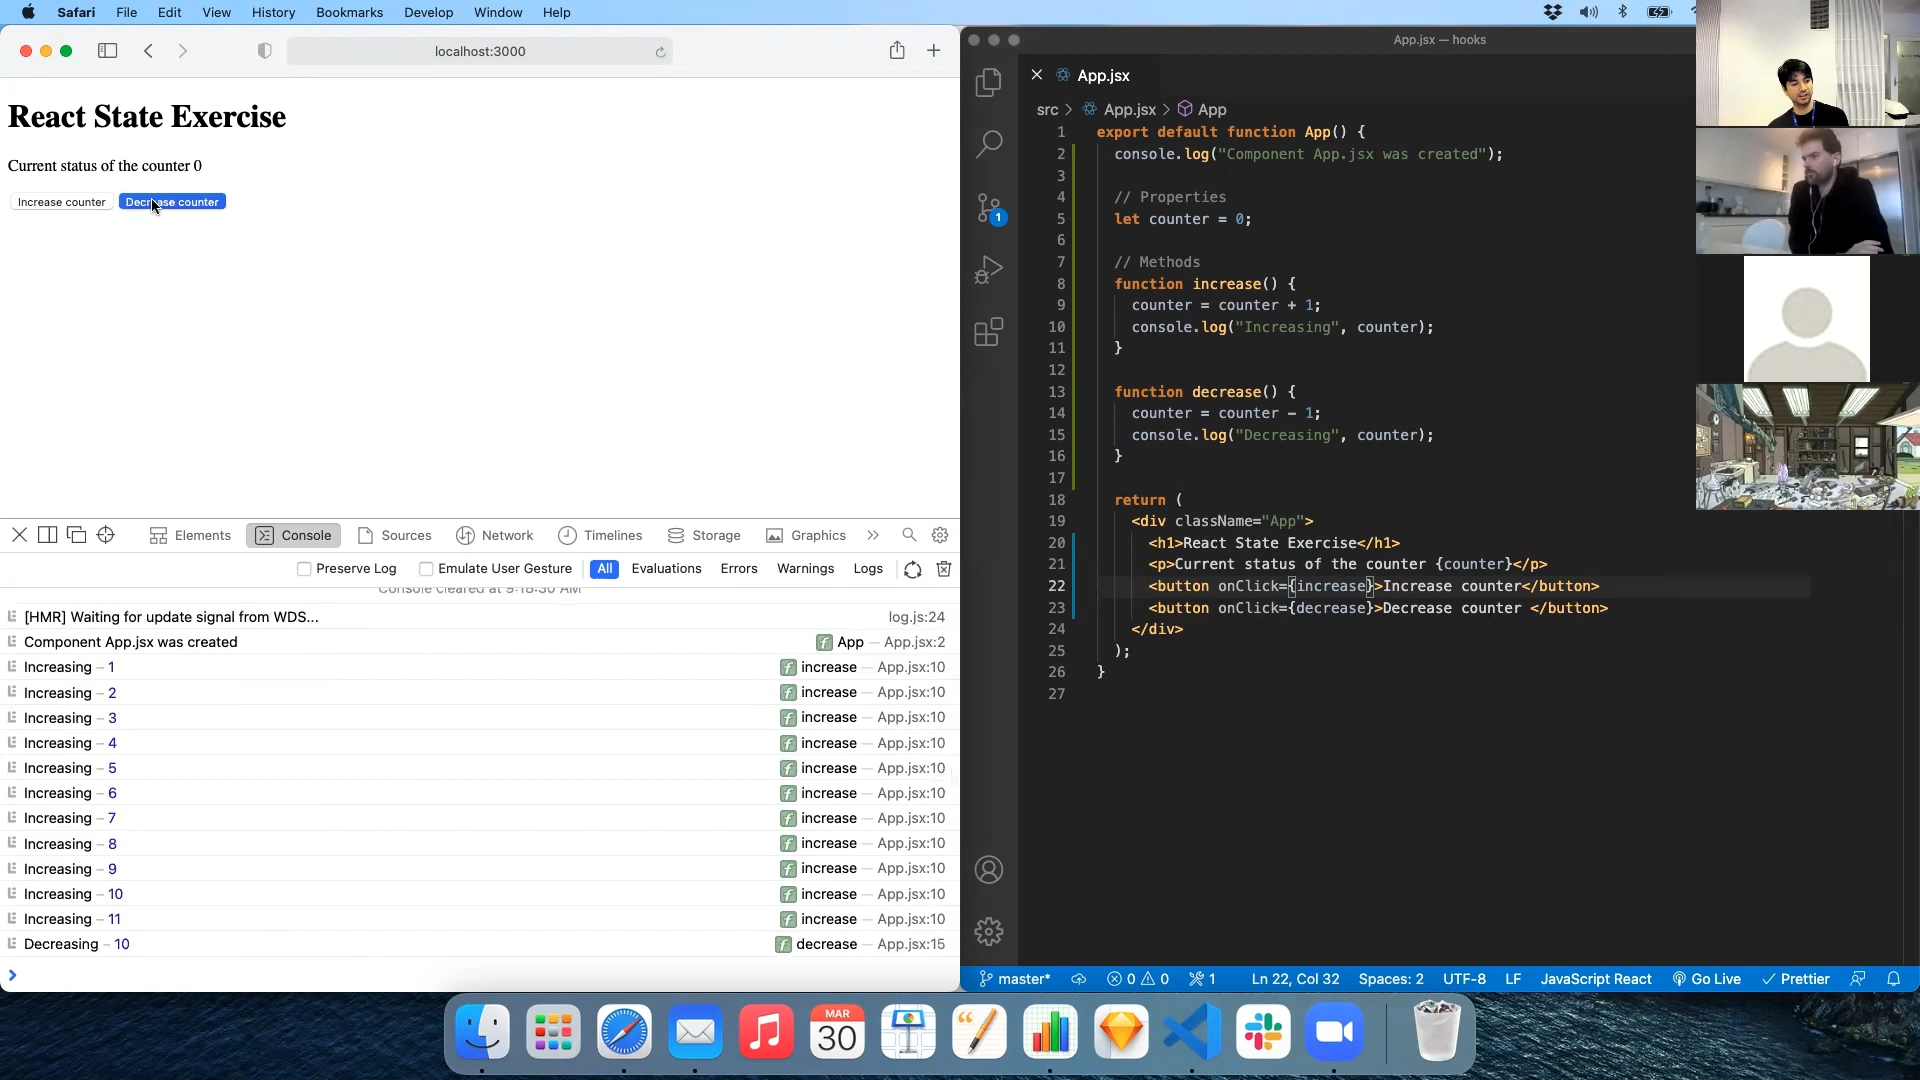 Safari File Edit View History Bookmarks Develop Window Help
localhost:3000
React State Exercise
Current status of the counter 0
Increase counter
Decrease counter
Elements Console Sources Network Timelines Storage Graphics
Preserve Log Emulate User Gesture All Evaluations Errors Warnings Logs
Console cleared at 9:18:30 AM
[HMR] Waiting for update signal from WDS... log.js:24
Component App.jsx was created f App — App.jsx:2
Increasing – 1 f increase — App.jsx:10
Increasing – 2 f increase — App.jsx:10
Increasing – 3 f increase — App.jsx:10
Increasing – 4 f increase — App.jsx:10
Increasing – 5 f increase — App.jsx:10
Increasing – 6 f increase — App.jsx:10
Increasing – 7 f increase — App.jsx:10
Increasing – 8 f increase — App.jsx:10
Increasing – 9 f increase — App.jsx:10
Increasing – 10 f increase — App.jsx:10
Increasing – 11 f increase — App.jsx:10
Decreasing – 10 f decrease — App.jsx:15
App.jsx — hooks
App.jsx
src > App.jsx > App
1 export default function App() {
2 console.log("Component App.jsx was created");
3
4 // Properties
5 let counter = 0;
6
7 // Methods
8 function increase() {
9 counter = counter + 1;
10 console.log("Increasing", counter);
11 }
12
13 function decrease() {
14 counter = counter - 1;
15 console.log("Decreasing", counter);
16 }
17
18 return (
19 <div className="App">
20 <h1>React State Exercise</h1>
21 <p>Current status of the counter {counter}</p>
22 <button onClick={increase}>Increase counter</button>
23 <button onClick={decrease}>Decrease counter </button>
24 </div>
25 );
26 }
27
1
master* 0 0 1 Ln 22, Col 32 Spaces: 2 UTF-8 LF JavaScript React Go Live Prettier
MAR
30